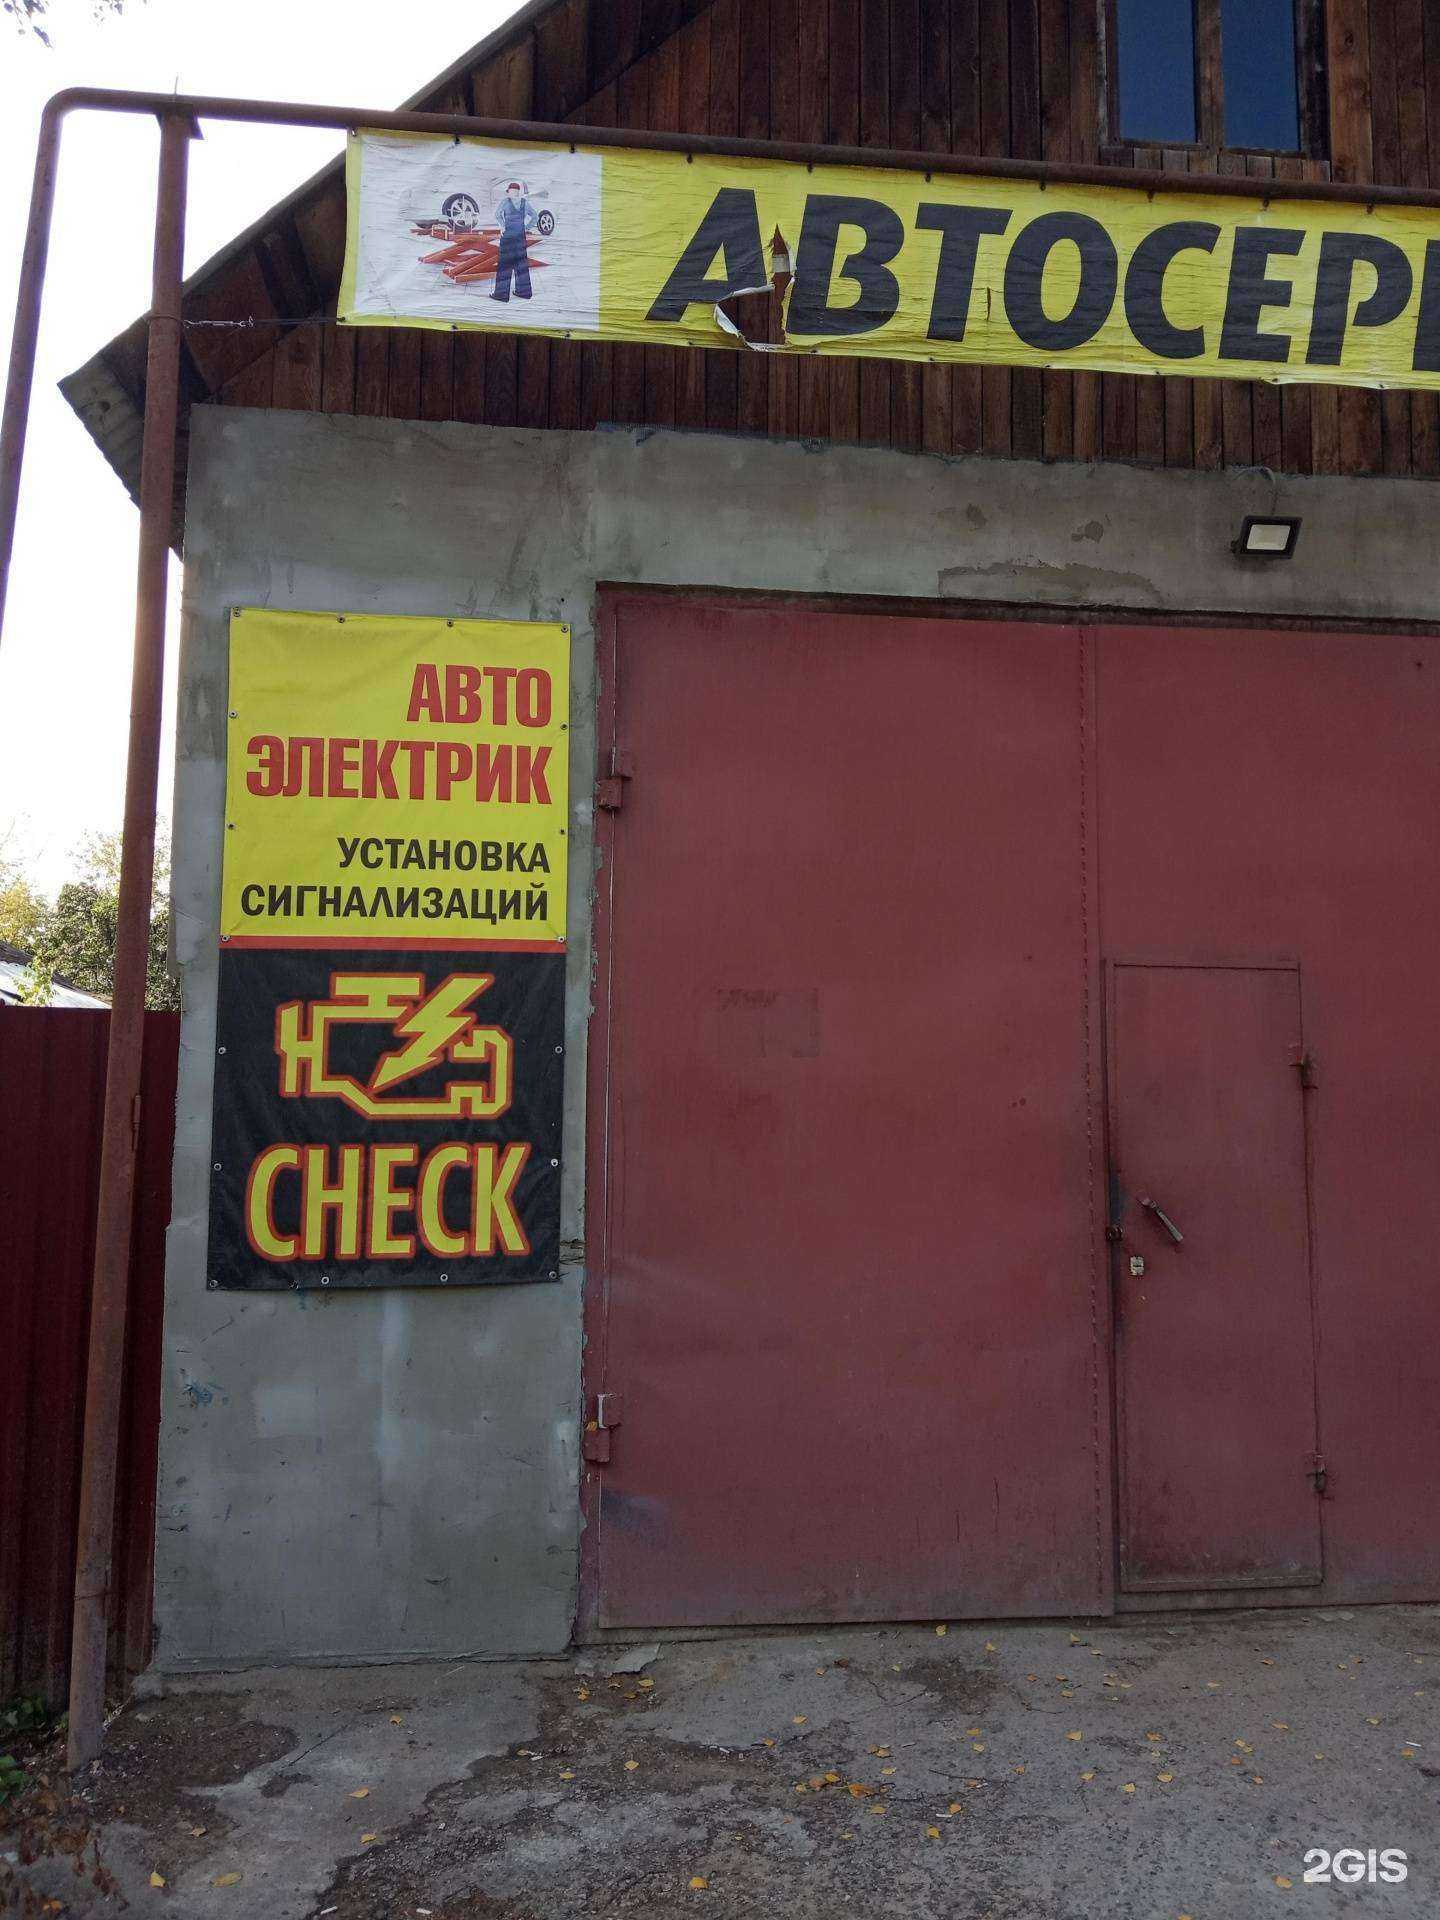 АВТОСЕР
АВТО
ЭЛЕКТРИК
УСТАНОВКА
СИГНАЛИЗАЦИЙ
CHECK
2GIS